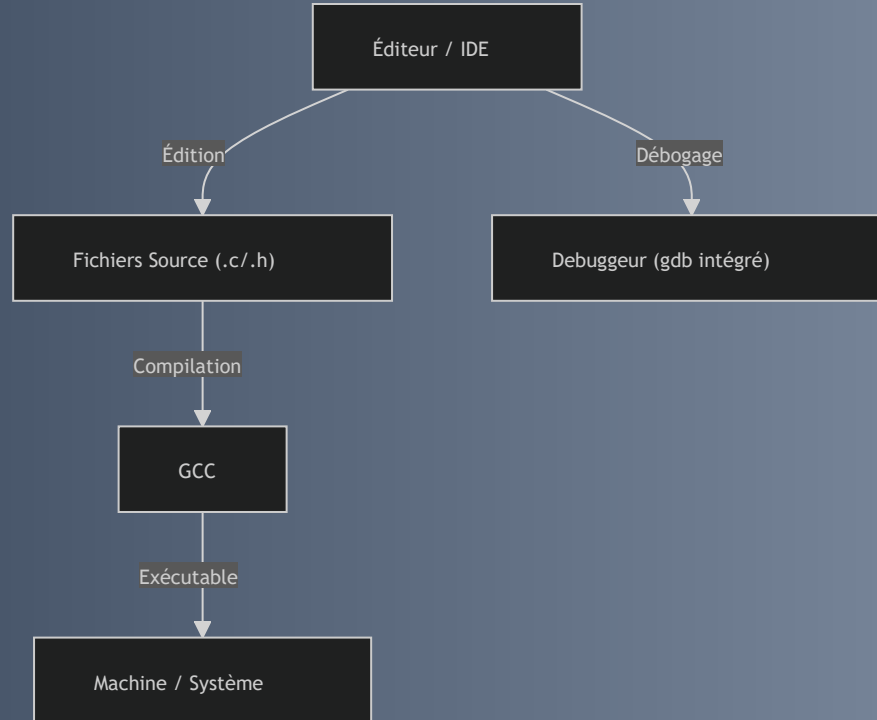 Éditeur / IDE
Édition
Débogage
Fichiers Source (.c/.h)
Debuggeur (gdb intégré)
Compilation
GCC
Exécutable
Machine / Système